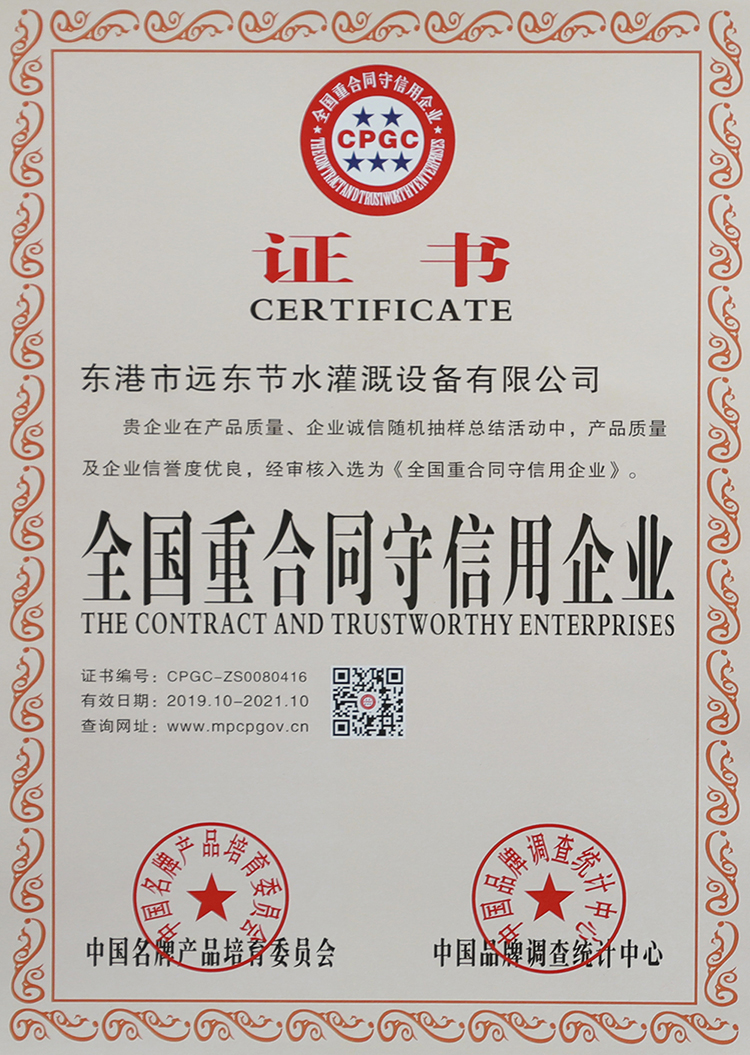 全国重合同守信用企业
CPGC
THE CONTRACT AND TRUSTWORTHY ENTERPRISES
证书
CERTIFICATE
东港市远东节水灌溉设备有限公司
贵企业在产品质量、企业诚信随机抽样总结活动中，产品质量
及企业信誉度优良，经审核入选为《全国重合同守信用企业》。
全国重合同守信用企业
THE CONTRACT AND TRUSTWORTHY ENTERPRISES
证书编号：CPGC-ZS0080416
有效日期：2019.10-2021.10
查询网址：www.mpcpgov.cn
中国名牌产品培育委员会
中国品牌调查统计中心
中国名牌产品培育委员会
中国品牌调查统计中心